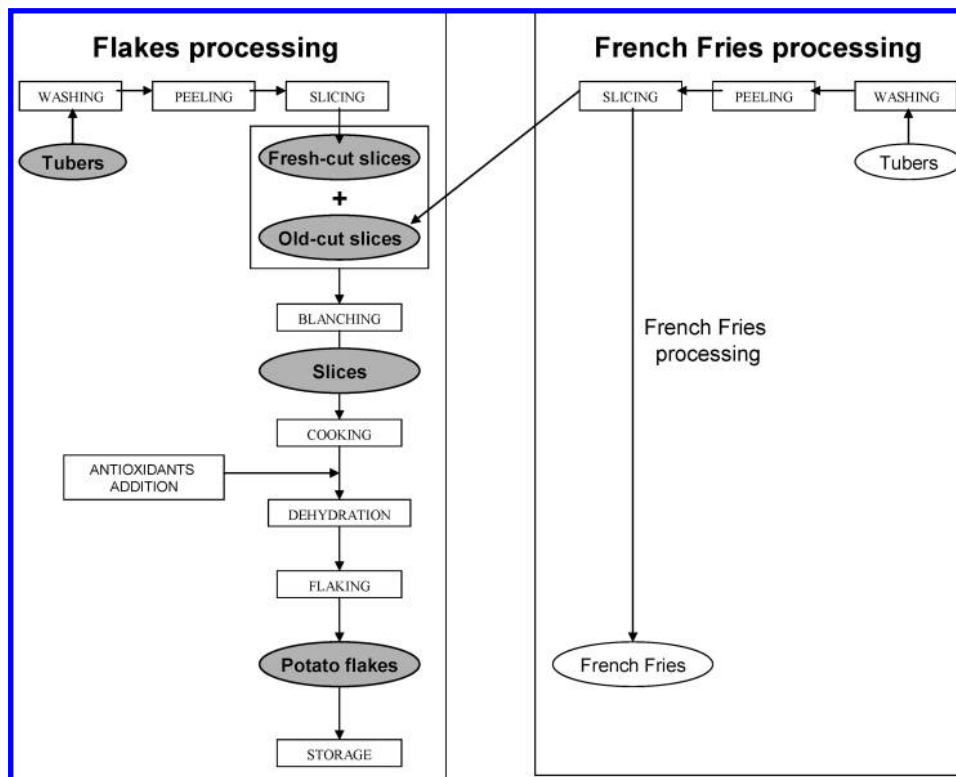 Flakes processing
WASHING
PEELING
SLICING
Tubers
Fresh-cut slices
+
Old-cut slices
BLANCHING
Slices
COOKING
ANTIOXIDANTS
ADDITION
DEHYDRATION
FLAKING
Potato flakes
STORAGE
French Fries processing
SLICING
PEELING
WASHING
Tubers
French Fries
processing
French Fries